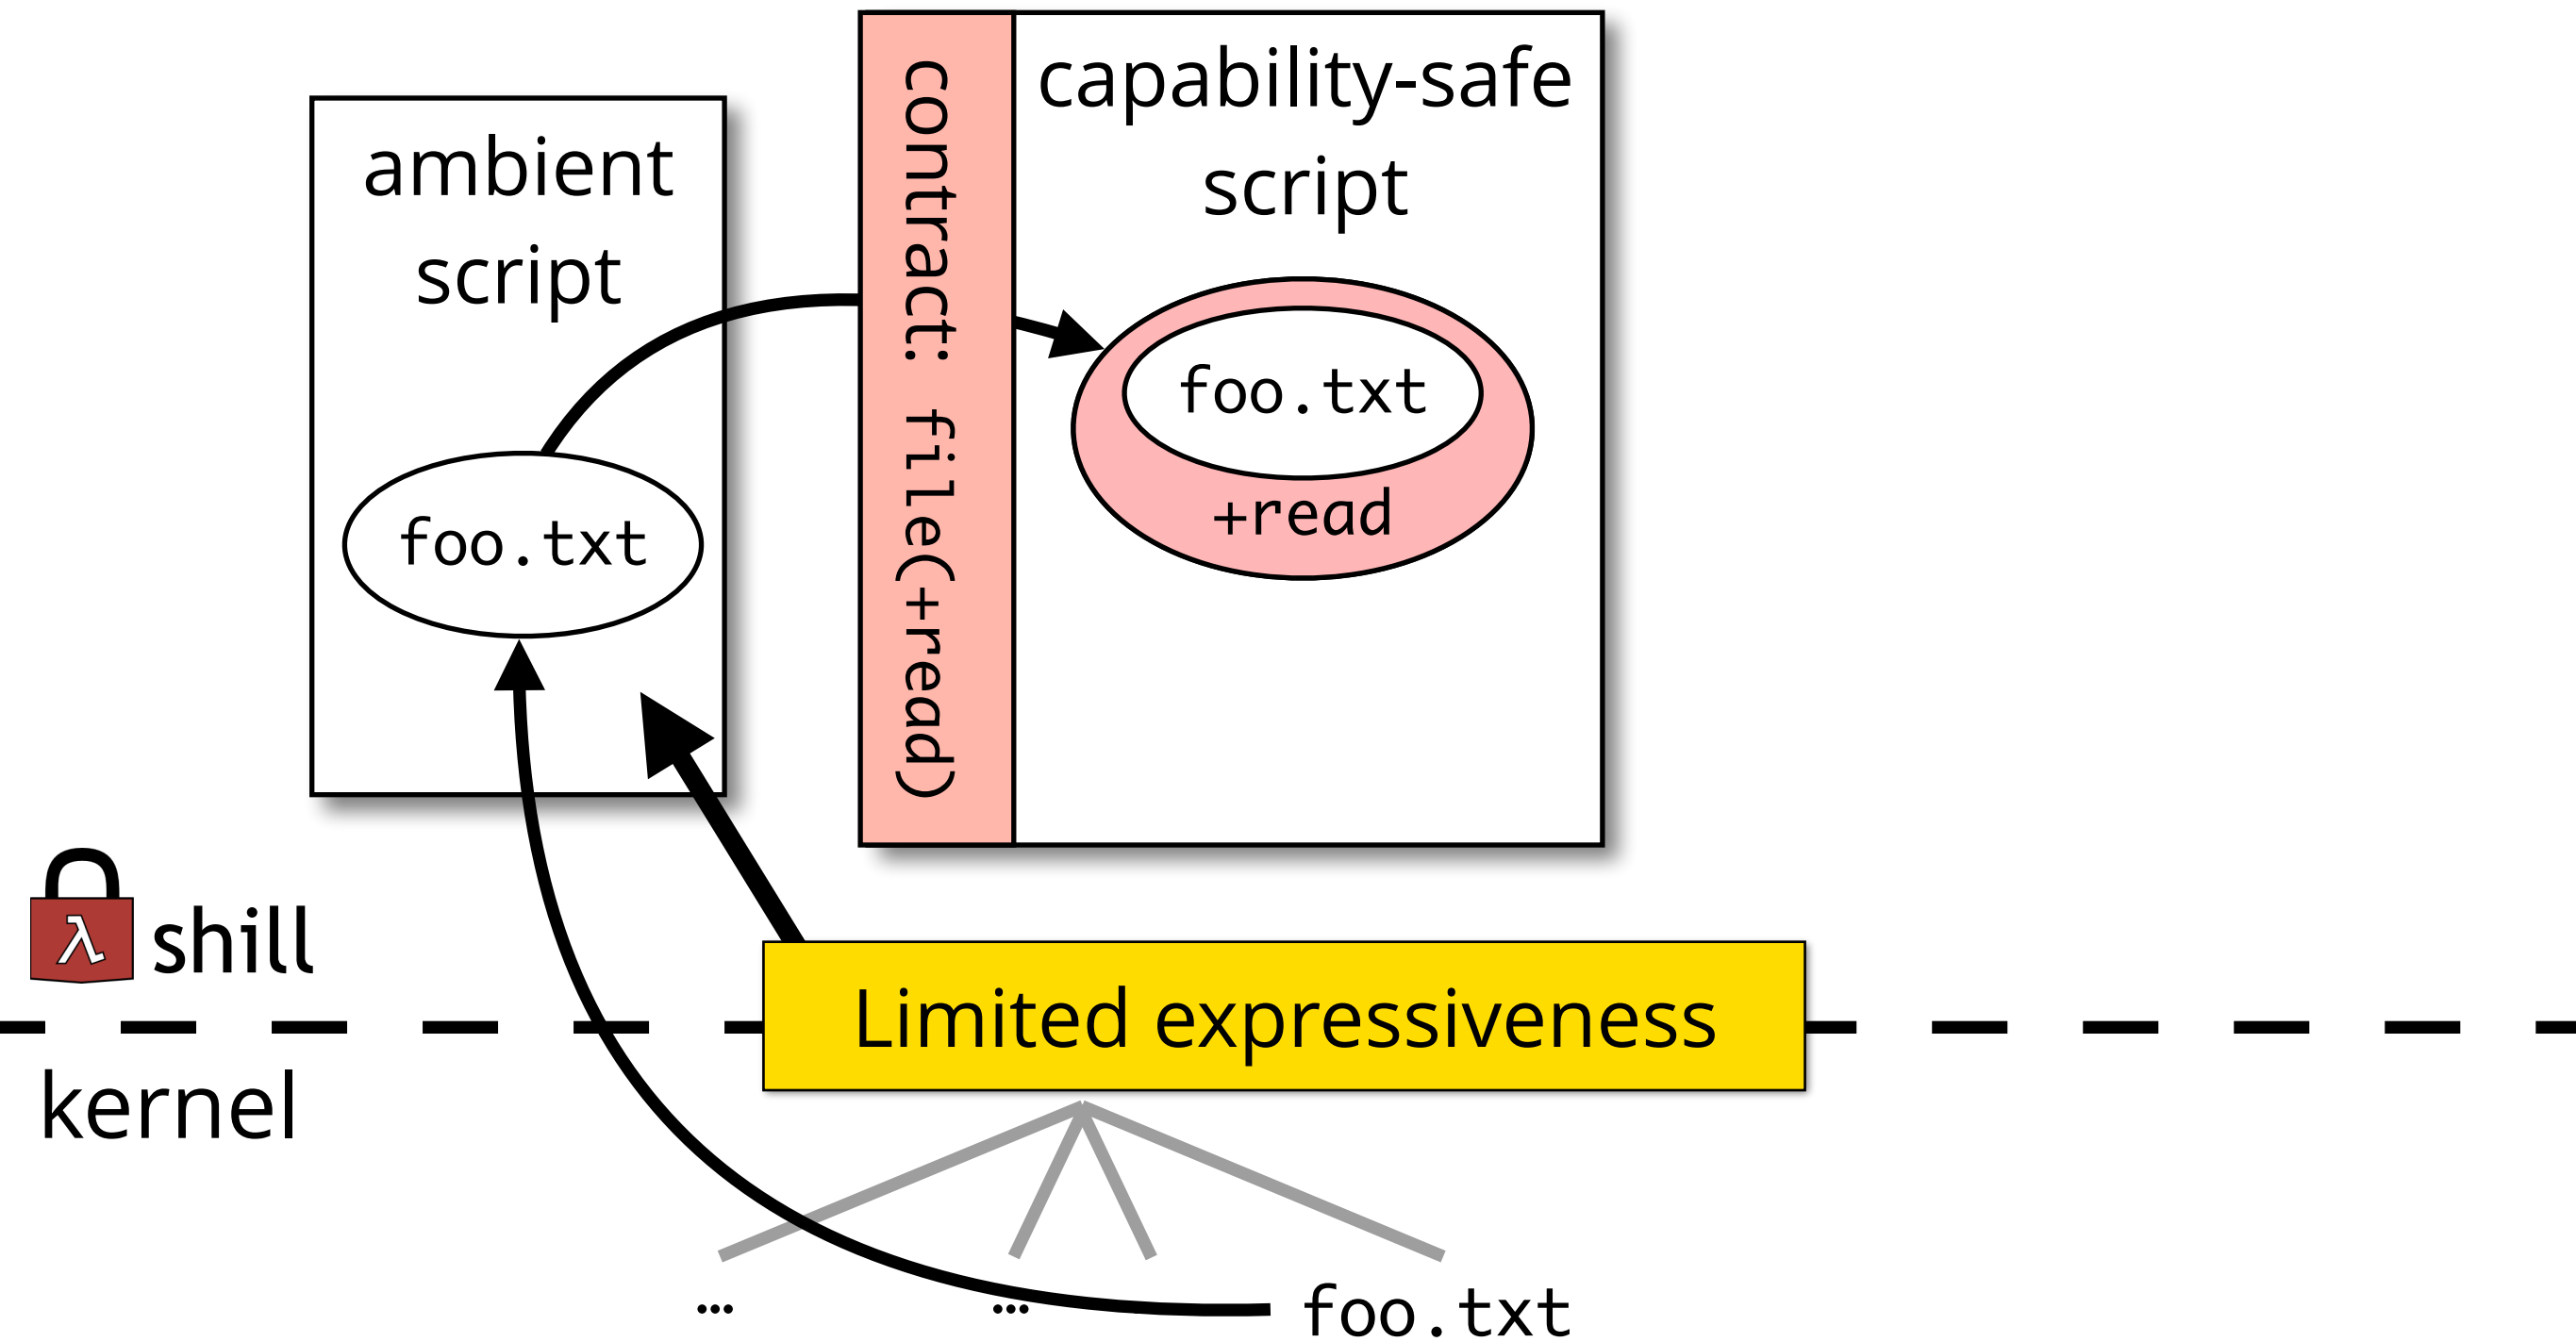 ambient
script
foo.txt
contract: file(+read)
capability-safe
script
foo.txt
+read
λ shill
Limited expressiveness
kernel
...
...
foo.txt